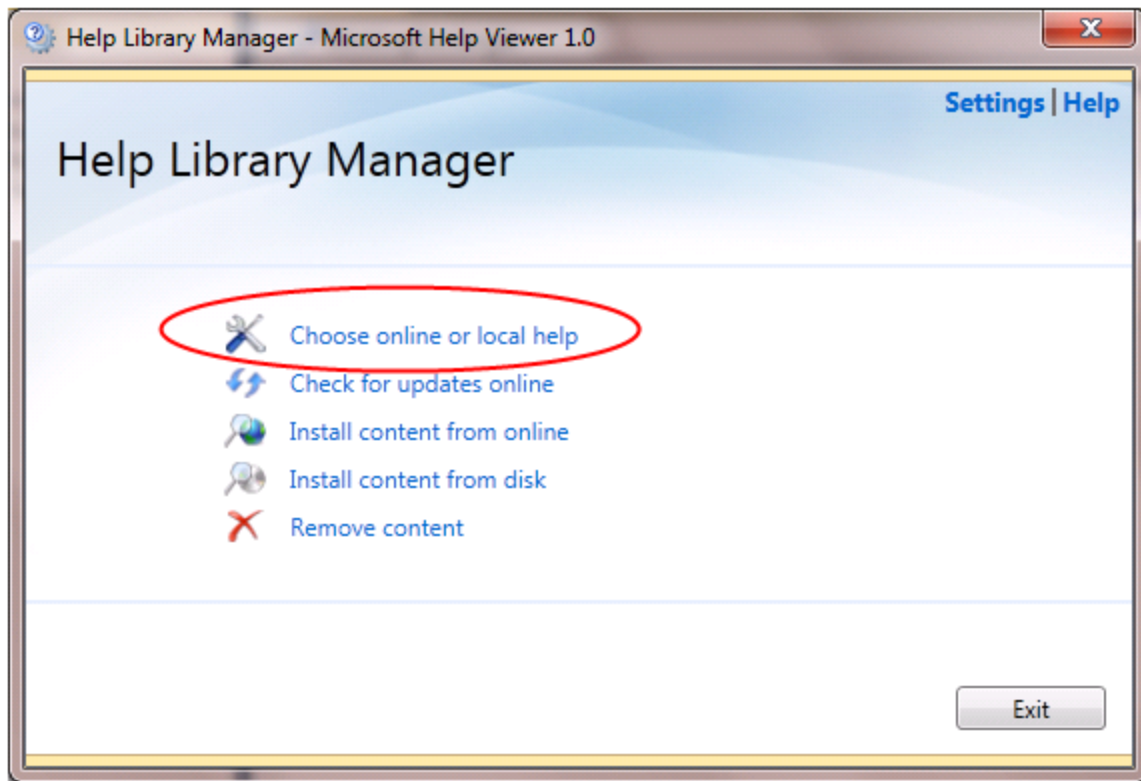 Help Library Manager - Microsoft Help Viewer 1.0
Settings | Help
Help Library Manager
Choose online or local help
Check for updates online
Install content from online
Install content from disk
Remove content
Exit